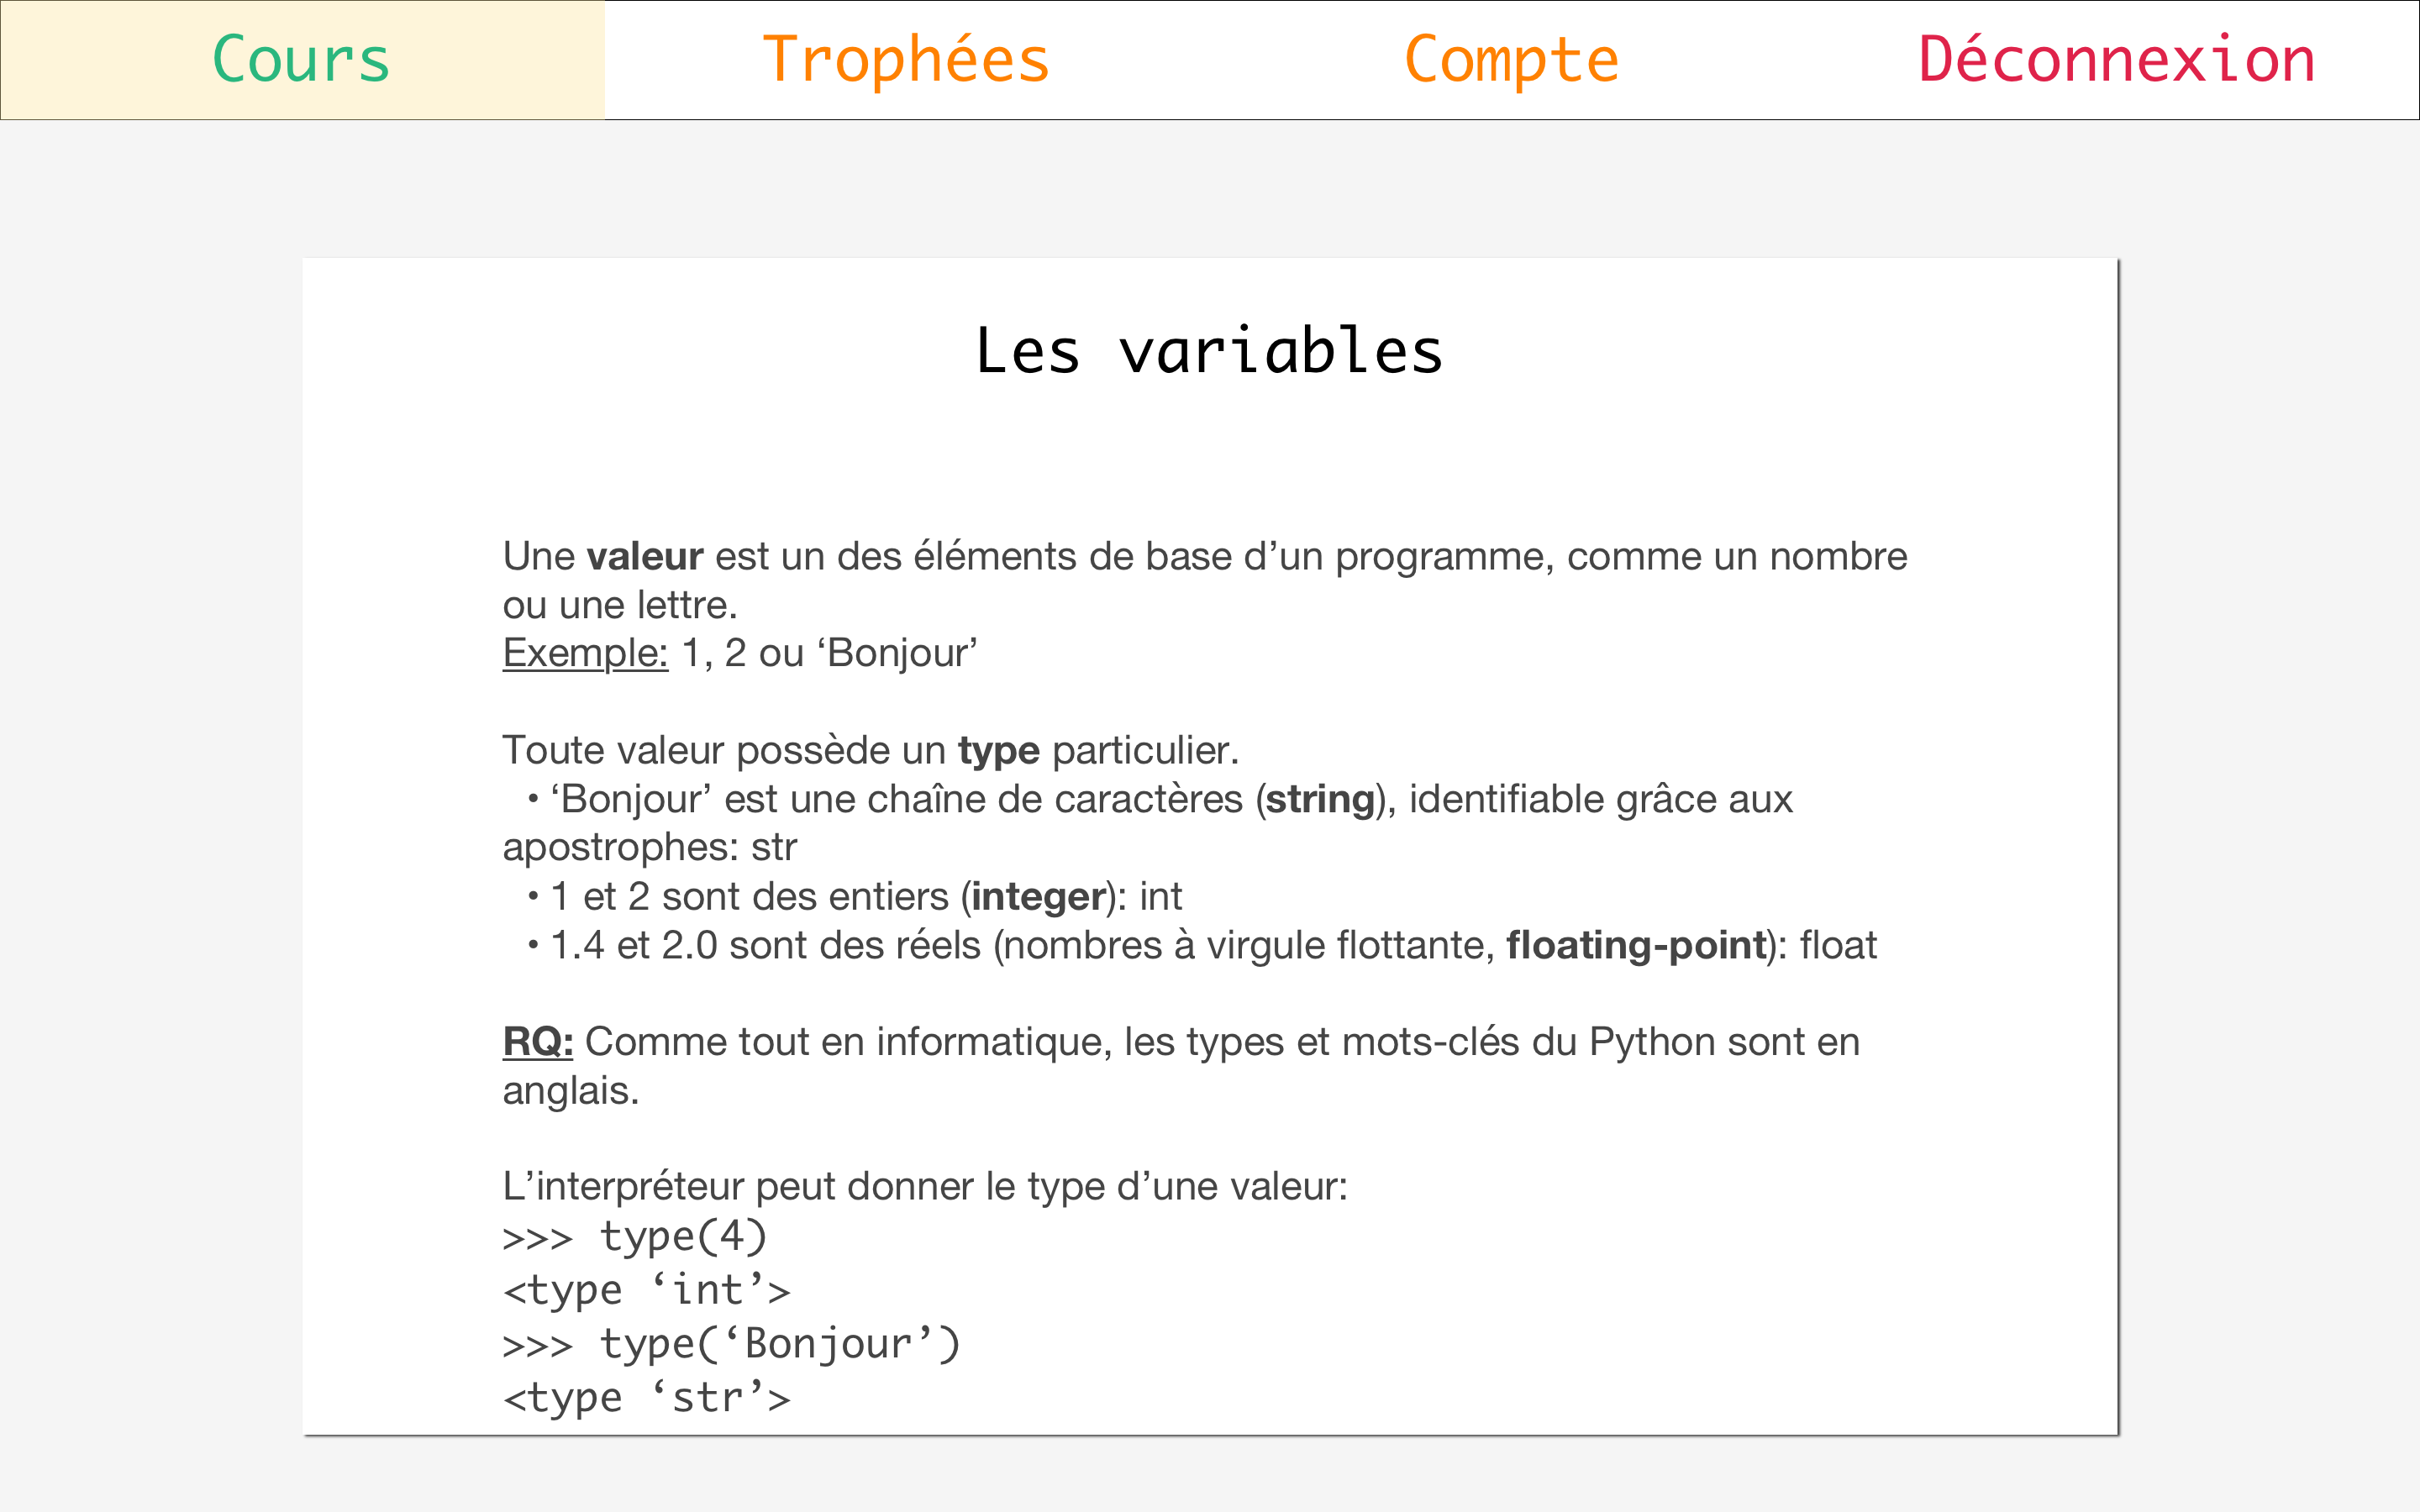 Cours Trophées Compte Déconnexion
Les variables
Une valeur est un des éléments de base d’un programme, comme un nombre
ou une lettre.
Exemple: 1, 2 ou ‘Bonjour’
Toute valeur possède un type particulier.
• ‘Bonjour’ est une chaîne de caractères (string), identifiable grâce aux
apostrophes: str
• 1 et 2 sont des entiers (integer): int
• 1.4 et 2.0 sont des réels (nombres à virgule flottante, floating-point): float
RQ: Comme tout en informatique, les types et mots-clés du Python sont en
anglais.
L’interpréteur peut donner le type d’une valeur:
>>> type(4)
<type ‘int’>
>>> type(‘Bonjour’)
<type ‘str’>